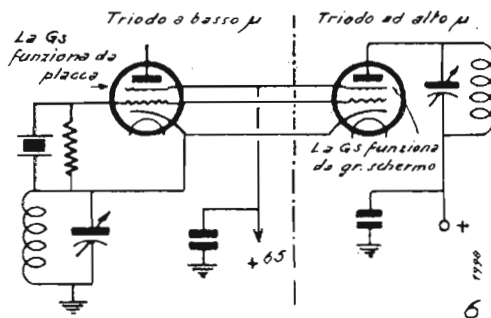 Triodo a basso μ
Triodo ad alto μ
La Gs
funziona da
placca
La Gs funziona
da gr. schermo
+ 65
+
1990
6